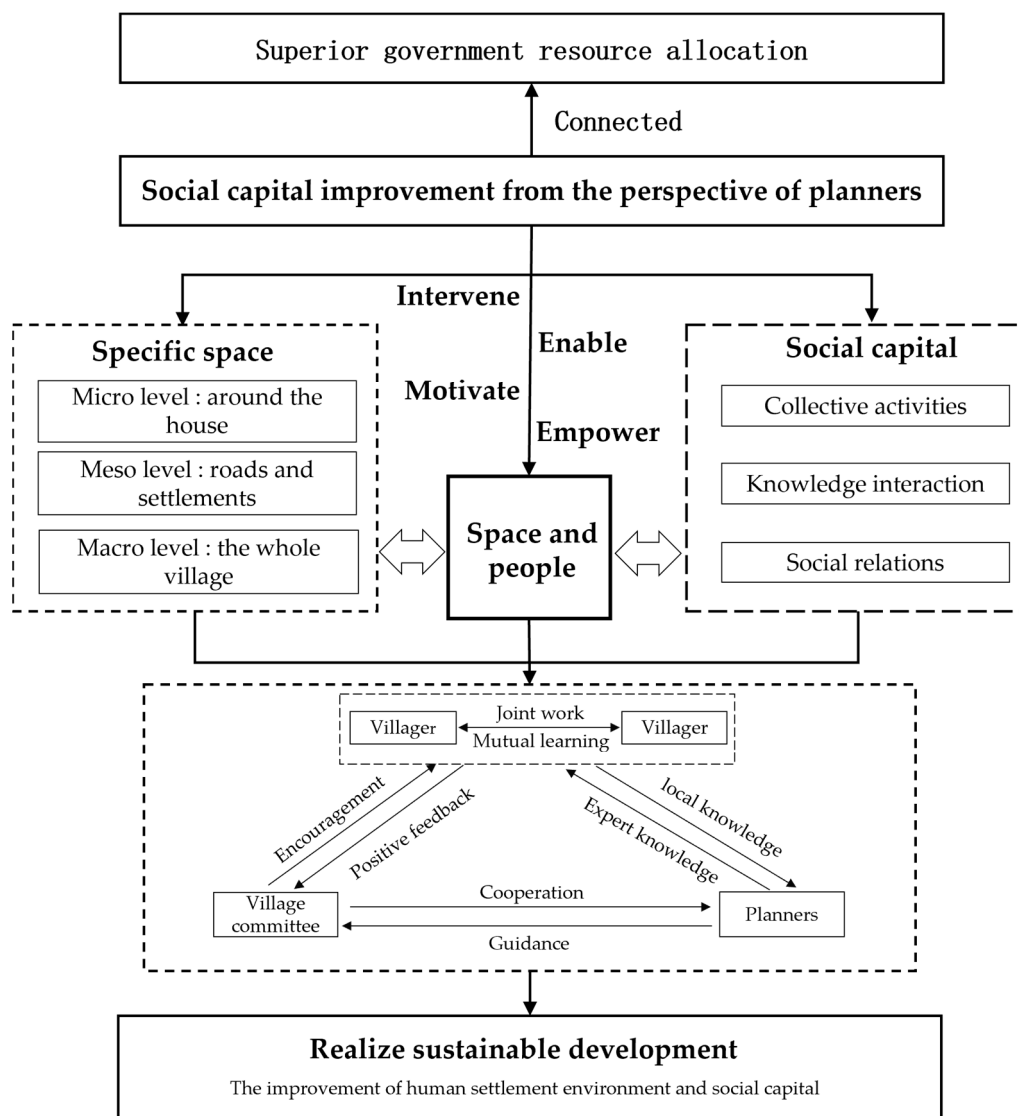 Superior government resource allocation
Connected
Social capital improvement from the perspective of planners
Intervene
Enable
Motivate
Empower
Specific space
Micro level : around the
house
Meso level : roads and
settlements
Macro level : the whole
village
Space and
people
Social capital
Collective activities
Knowledge interaction
Social relations
Villager
Joint work
Mutual learning
Villager
Encouragement
Positive feedback
Expert knowledge
local knowledge
Village
committee
Cooperation
Guidance
Planners
Realize sustainable development
The improvement of human settlement environment and social capital